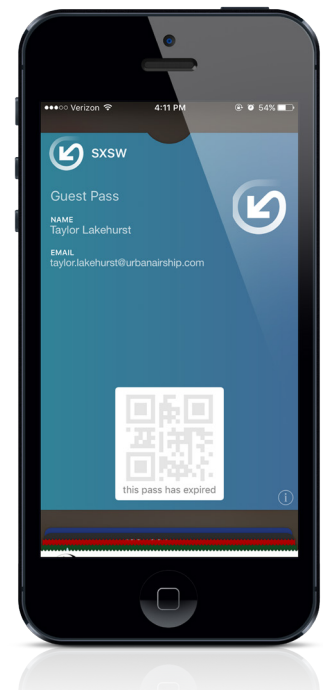 Verizon 4:11 PM 54%
SXSW
Guest Pass
NAME
Taylor Lakehurst
EMAIL
taylor.lakehurst@urbanairship.com
this pass has expired
i